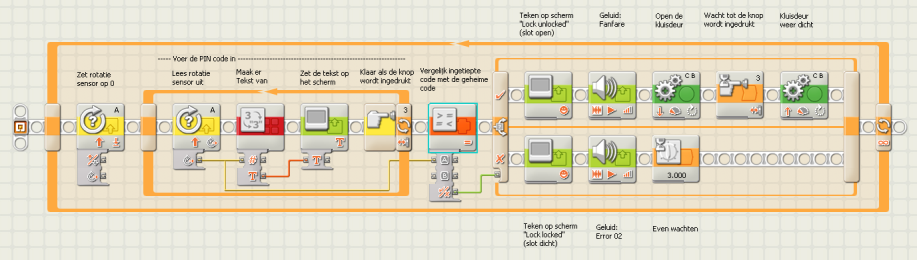 Teken op scherm
"Lock unlocked"
(slot open)
Geluid:
Fanfare
Open de
kluisdeur
Wacht tot de knop
wordt ingedrukt
Kluisdeur
weer dicht
----- Voer de PIN code in -----
Zet rotatie
sensor op 0
Lees rotatie
sensor uit
Maak er
Tekst van
Zet de tekst op
het scherm
Klaar als de knop
wordt ingedrukt
Vergelijk ingetiepte
code met de geheime
code
A
A
3
C B
3
C B
3 3
T
#
T
A
B
3.000
Teken op scherm
"Lock locked"
(slot dicht)
Geluid:
Error 02
Even wachten